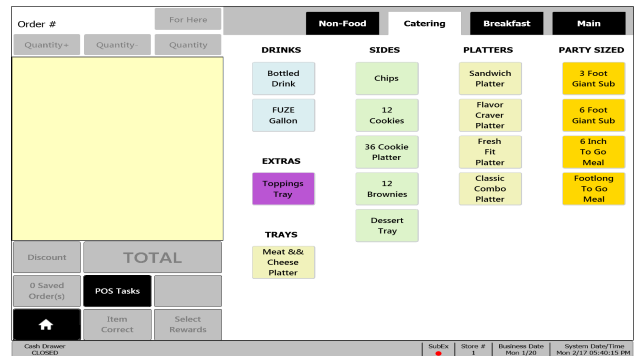 Order #
For Here
Non-Food
Catering
Breakfast
Main
Quantity+
Quantity-
Quantity
DRINKS
SIDES
PLATTERS
PARTY SIZED
Bottled
Drink
Chips
Sandwich
Platter
3 Foot
Giant Sub
FUZE
Gallon
12
Cookies
Flavor
Craver
Platter
6 Foot
Giant Sub
EXTRAS
36 Cookie
Platter
Fresh
Fit
Platter
6 Inch
To Go
Meal
Toppings
Tray
12
Brownies
Classic
Combo
Platter
Footlong
To Go
Meal
TRAYS
Dessert
Tray
Meat &&
Cheese
Platter
Discount
TOTAL
0 Saved
Order(s)
POS Tasks
Item
Correct
Select
Rewards
Cash Drawer
CLOSED
SubEx
Store #
1
Business Date
Mon 1/20
System Date/Time
Mon 2/17 05:40:15 PM